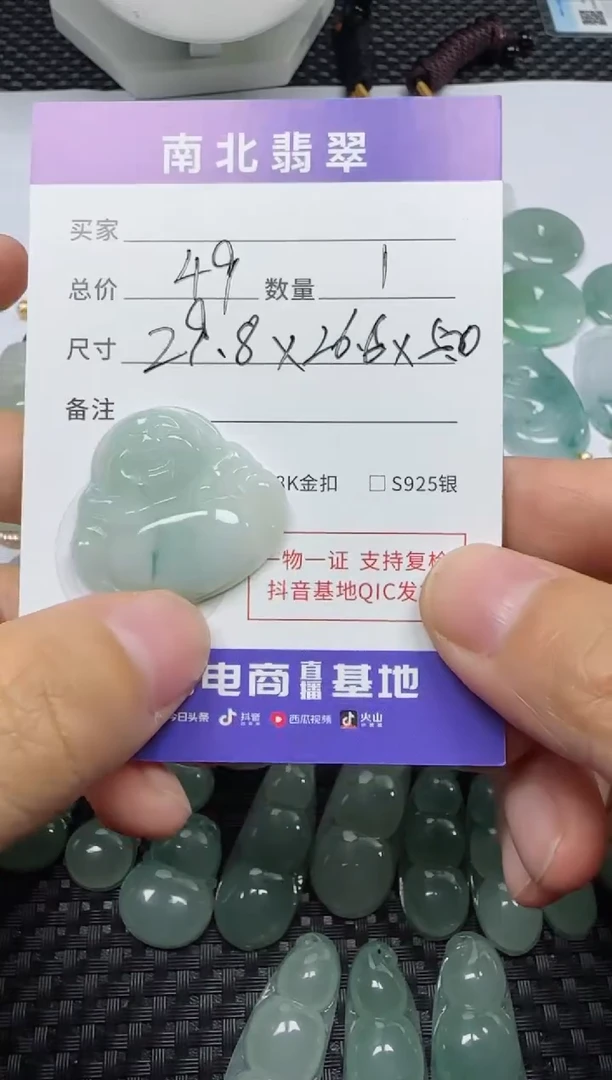 南北翡翠
买家
总价 49 数量 1
尺寸 29.8×26.6×5.0
备注
K金扣 □ S925银
一物一证 支持复检
抖音基地QIC发
电商直播基地
今日头条 抖音 西瓜视频 火山